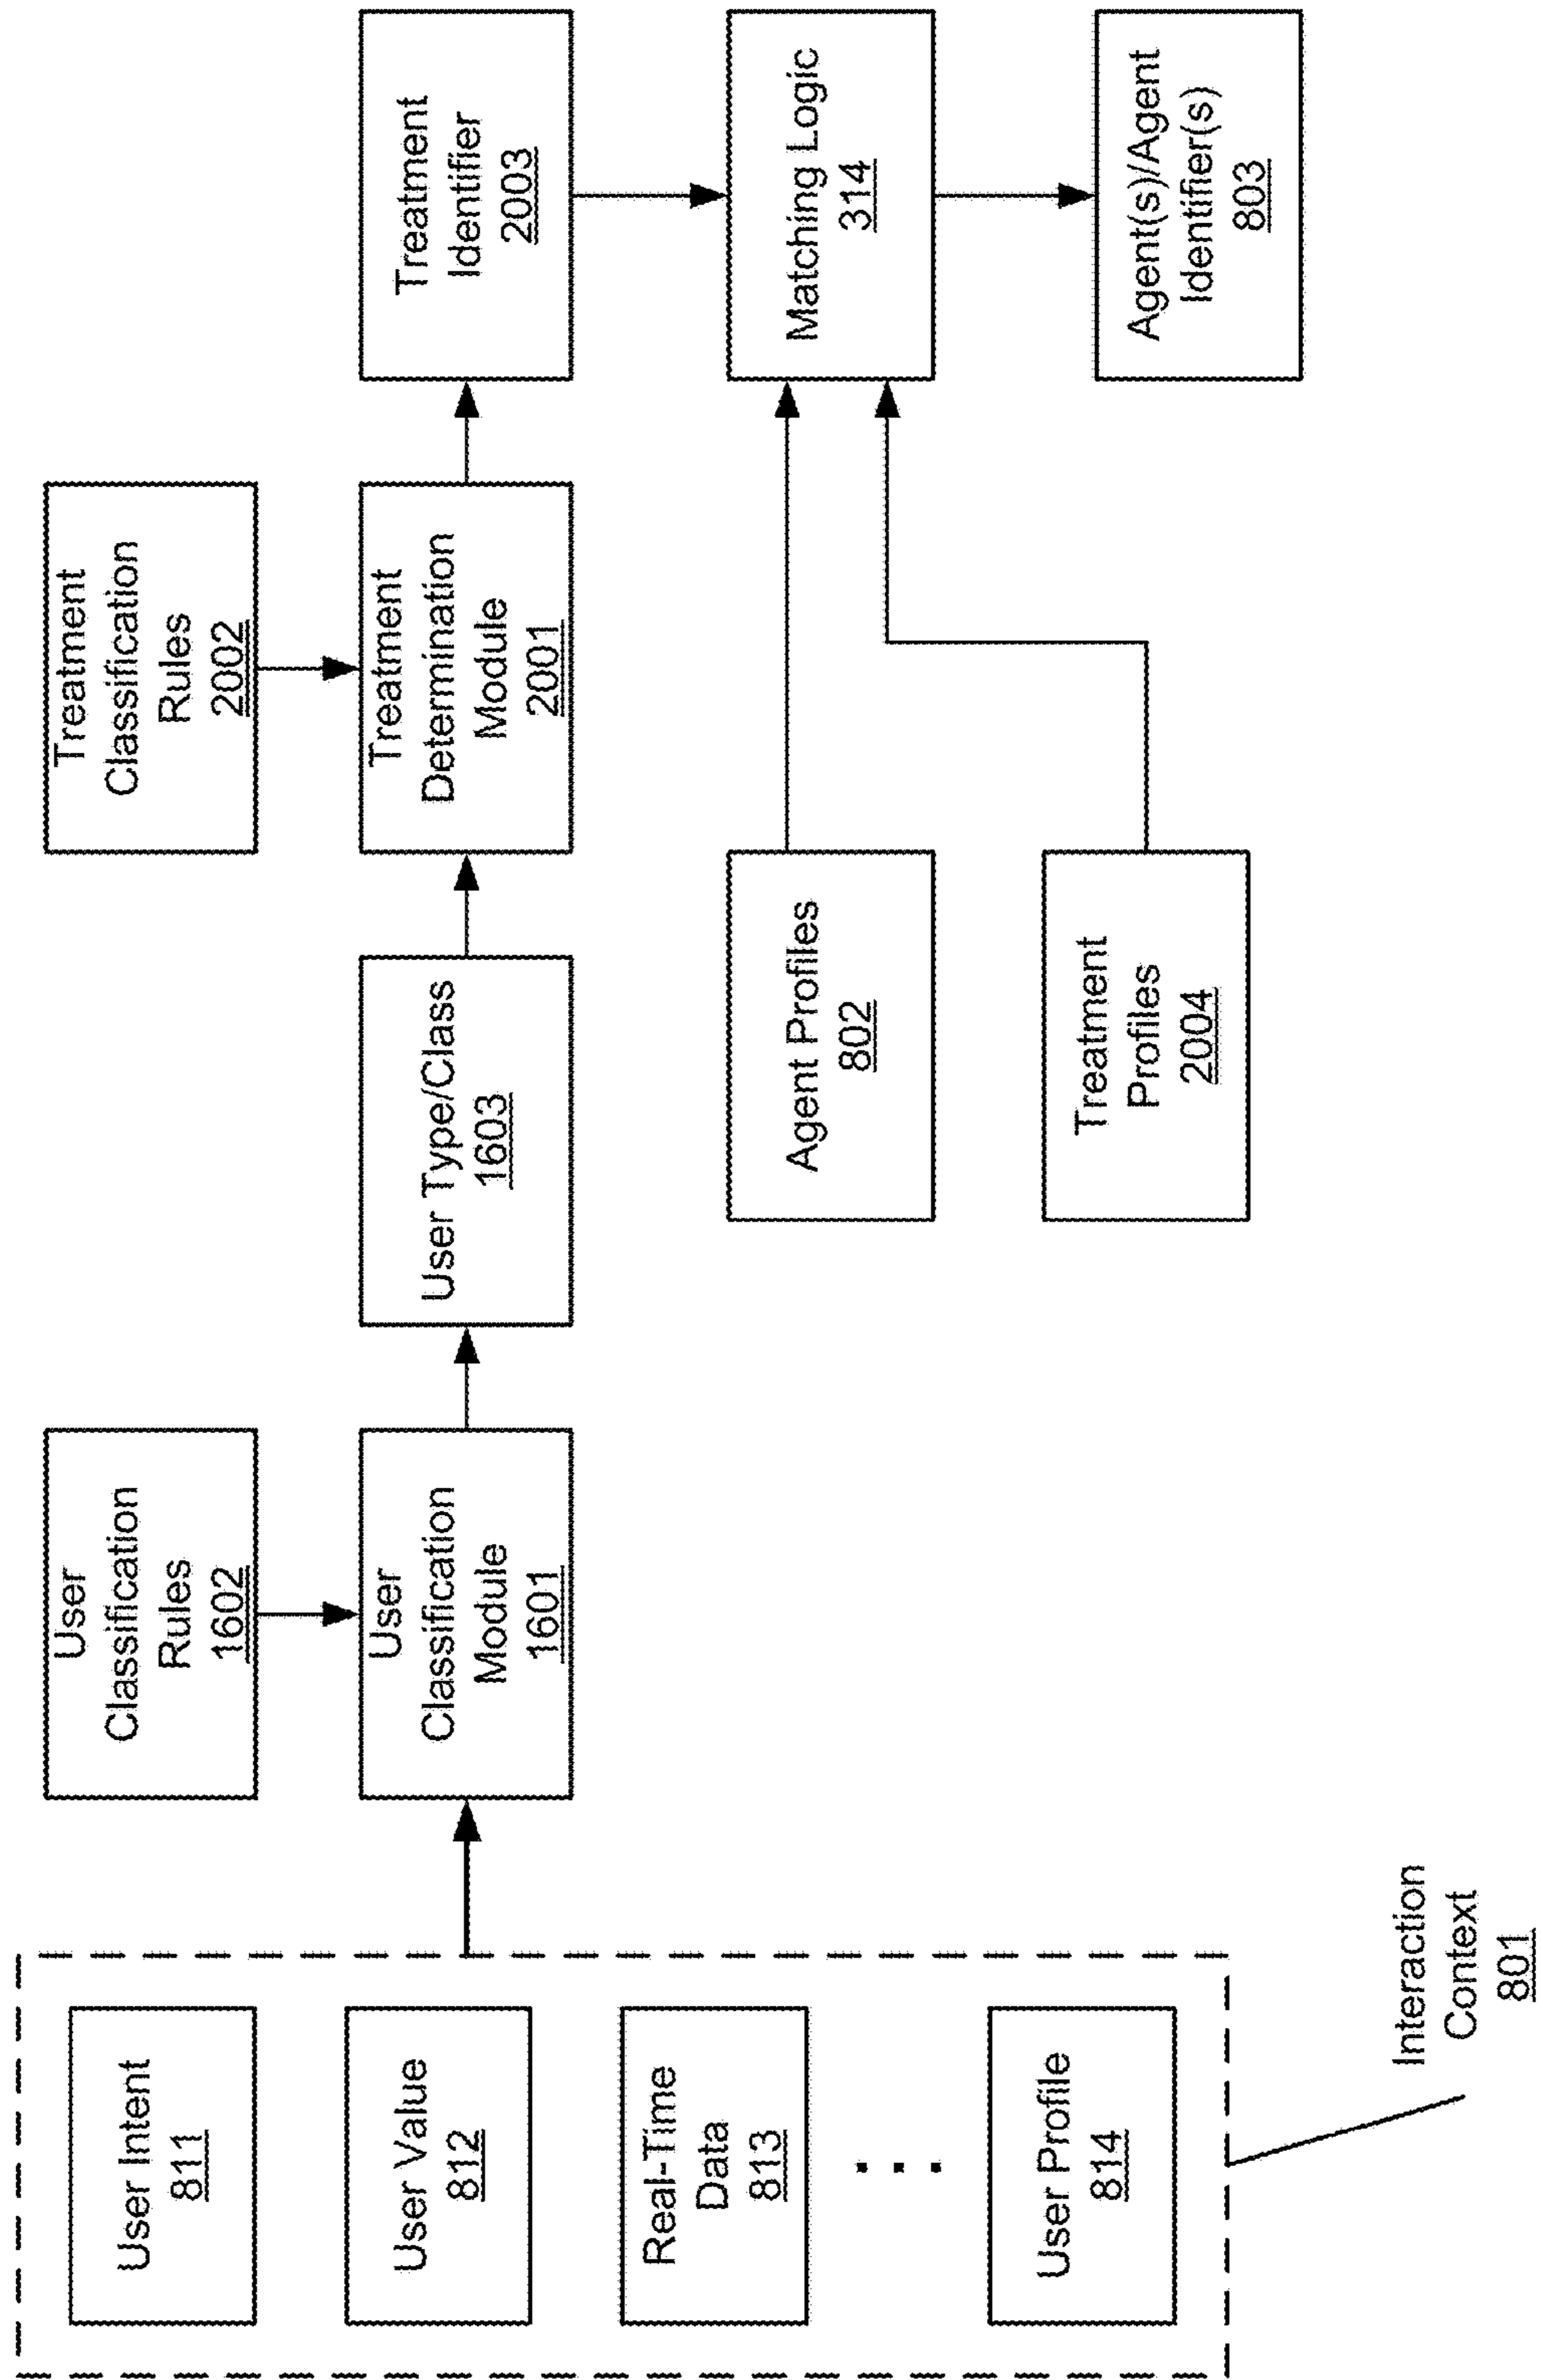 User Intent
811
User Value
812
Real-Time
Data
813
User Profile
814
Interaction
Context
801
User
Classification
Rules
1602
User
Classification
Module
1601
User Type/Class
1603
Treatment
Classification
Rules
2002
Treatment
Determination
Module
2001
Treatment
Identifier
2003
Agent Profiles
802
Treatment
Profiles
2004
Matching Logic
314
Agent(s)/Agent
Identifier(s)
803